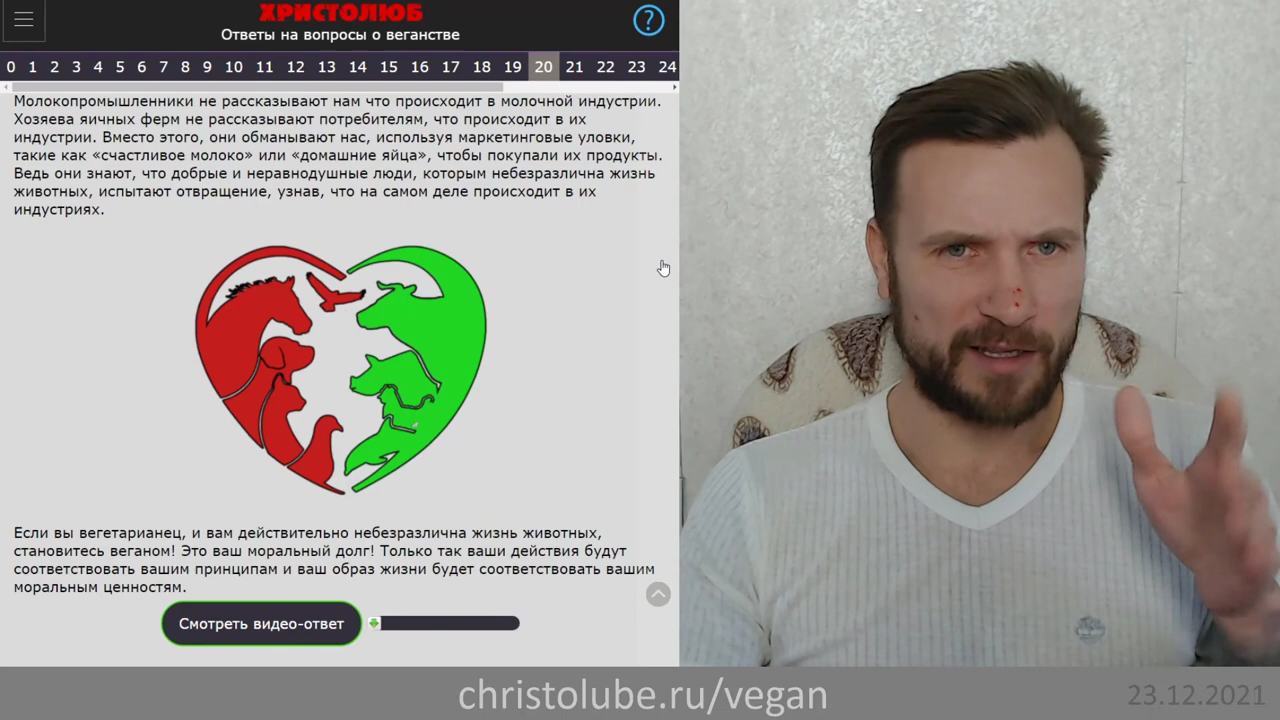 ХРИСТОЛЮБ
Ответы на вопросы о веганстве
?
0 1 2 3 4 5 6 7 8 9 10 11 12 13 14 15 16 17 18 19 20 21 22 23 24
Молокопромышленники не рассказывают нам что происходит в молочной индустрии.
Хозяева яичных ферм не рассказывают потребителям, что происходит в их
индустрии. Вместо этого, они обманывают нас, используя маркетинговые уловки,
такие как «счастливое молоко» или «домашние яйца», чтобы покупали их продукты.
Ведь они знают, что добрые и неравнодушные люди, которым небезразлична жизнь
животных, испытают отвращение, узнав, что на самом деле происходит в их
индустриях.
Если вы вегетарианец, и вам действительно небезразлична жизнь животных,
становитесь веганом! Это ваш моральный долг! Только так ваши действия будут
соответствовать вашим принципам и ваш образ жизни будет соответствовать вашим
моральным ценностям.
Смотреть видео-ответ
christolube.ru/vegan
23.12.2021